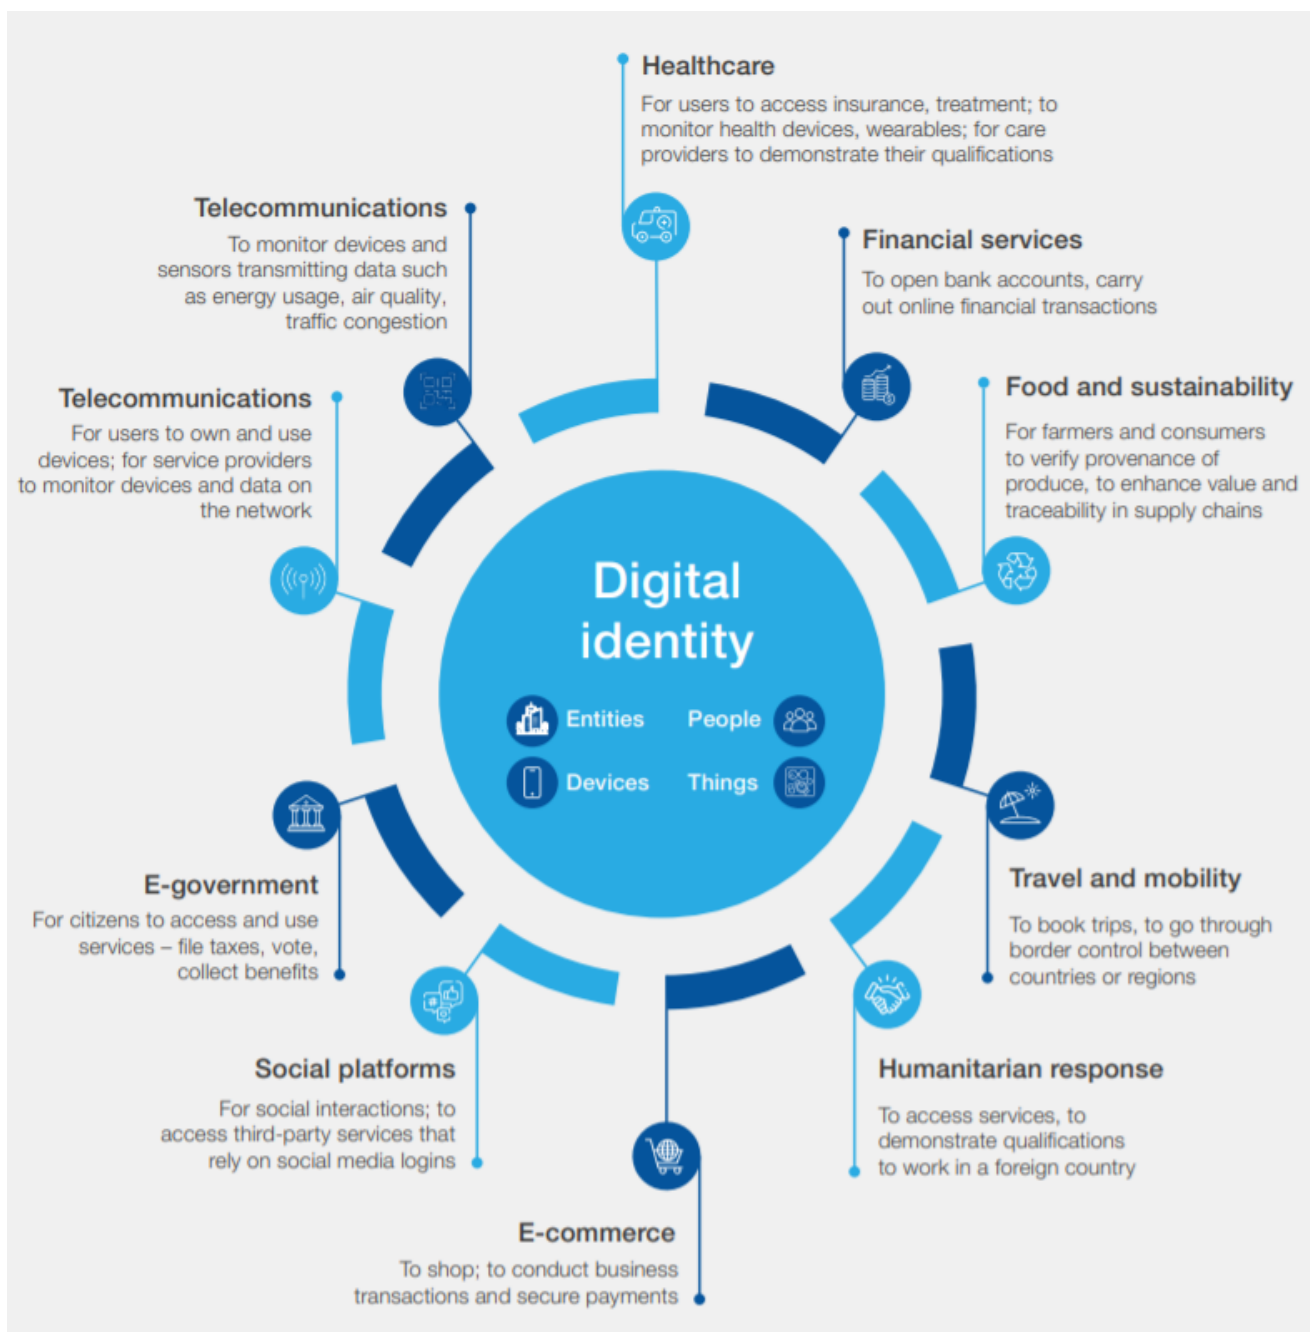 Healthcare
For users to access insurance, treatment; to
monitor health devices, wearables; for care
providers to demonstrate their qualifications
Financial services
To open bank accounts, carry
out online financial transactions
Food and sustainability
For farmers and consumers
to verify provenance of
produce, to enhance value and
traceability in supply chains
Travel and mobility
To book trips, to go through
border control between
countries or regions
Humanitarian response
To access services, to
demonstrate qualifications
to work in a foreign country
E-commerce
To shop; to conduct business
transactions and secure payments
Social platforms
For social interactions; to
access third-party services that
rely on social media logins
E-government
For citizens to access and use
services – file taxes, vote,
collect benefits
Telecommunications
For users to own and use
devices; for service providers
to monitor devices and data on
the network
Telecommunications
To monitor devices and
sensors transmitting data such
as energy usage, air quality,
traffic congestion
Digital
identity
Entities
People
Devices
Things